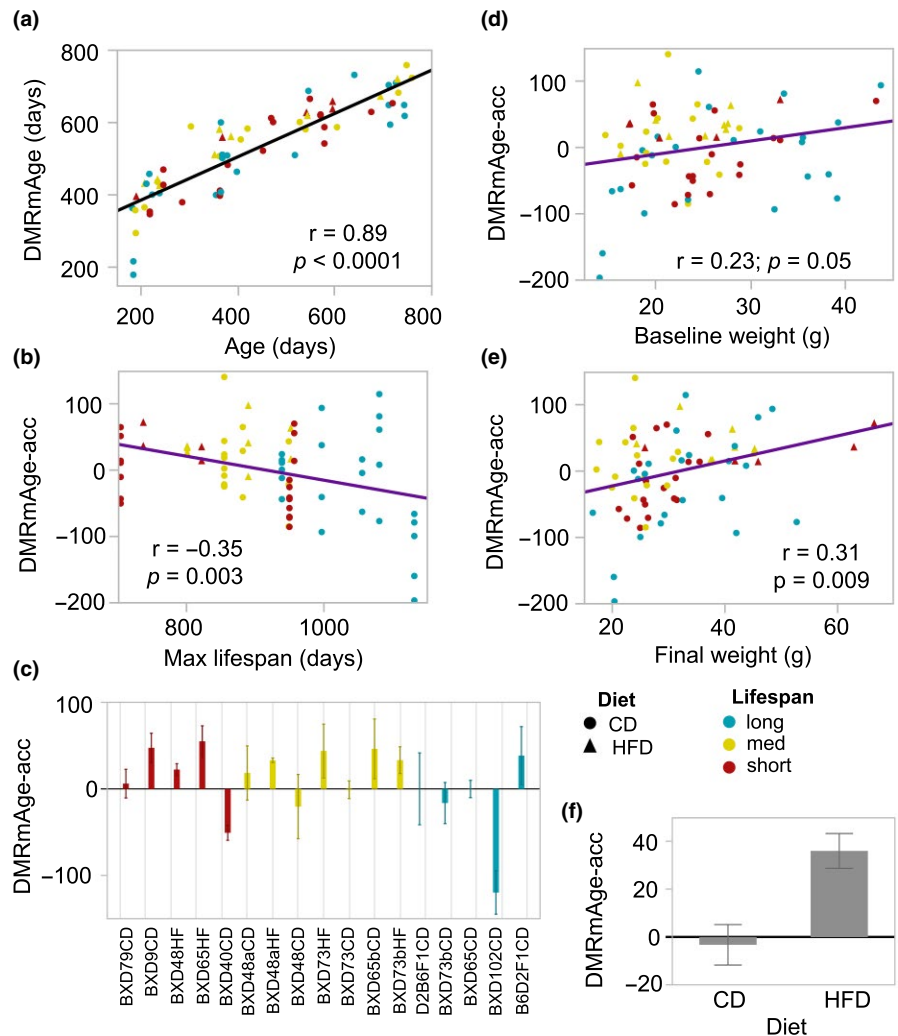 (a)
800
600
400
200
DMRmAge (days)
r = 0.89
p < 0.0001
200
400
600
800
Age (days)
(b)
100
0
−100
−200
DMRmAge-acc
r = −0.35
p = 0.003
800
1000
Max lifespan (days)
(c)
100
0
−100
DMRmAge-acc
BXD79CD
BXD9CD
BXD48HF
BXD65HF
BXD40CD
BXD48aCD
BXD48aHF
BXD48CD
BXD73HF
BXD73CD
BXD65bCD
BXD73bHF
D2B6F1CD
BXD73bCD
BXD65CD
BXD102CD
B6D2F1CD
(d)
100
0
−100
−200
DMRmAge-acc
r = 0.23; p = 0.05
20
30
40
Baseline weight (g)
(e)
100
0
−100
−200
DMRmAge-acc
r = 0.31
p = 0.009
20
40
60
Final weight (g)
Diet
CD
HFD
Lifespan
long
med
short
(f)
40
20
0
−20
DMRmAge-acc
CD
HFD
Diet